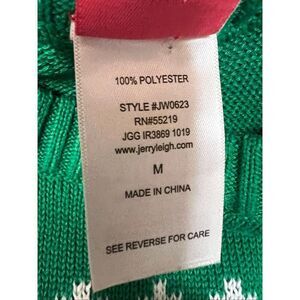 100% POLYESTER
STYLE #JW0623
RN#55219
JGG IR3869 1019
www.jerryleigh.com
M
MADE IN CHINA
SEE REVERSE FOR CARE